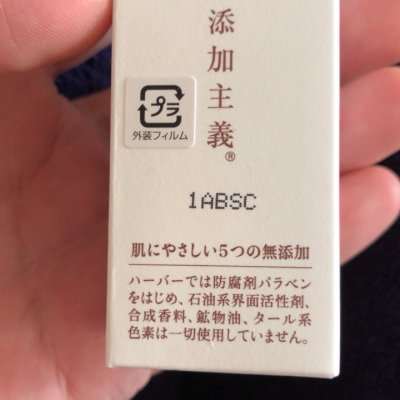 添加主義®
プラ
外装フィルム
1ABSC
肌にやさしい5つの無添加
ハーバーでは防腐剤パラベン
をはじめ、石油系界面活性剤、
合成香料、鉱物油、タール系
色素は一切使用していません。